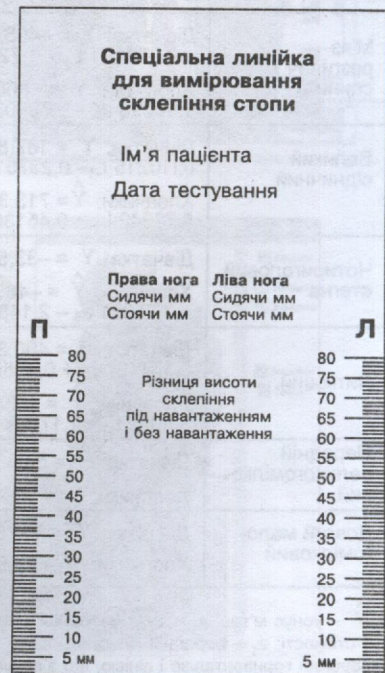 Спеціальна линійка
для вимірювання
склепіння стопи
Ім'я пацієнта
Дата тестування
Права нога Ліва нога
Сидячи мм Сидячи мм
Стоячи мм Стоячи мм
П Л
80 80
75 75
Різниця висоти
70 70
склепіння
65 65
під навантаженням
60 60
і без навантаження
55 55
50 50
45 45
40 40
35 35
30 30
25 25
20 20
15 15
10 10
5 мм 5 мм